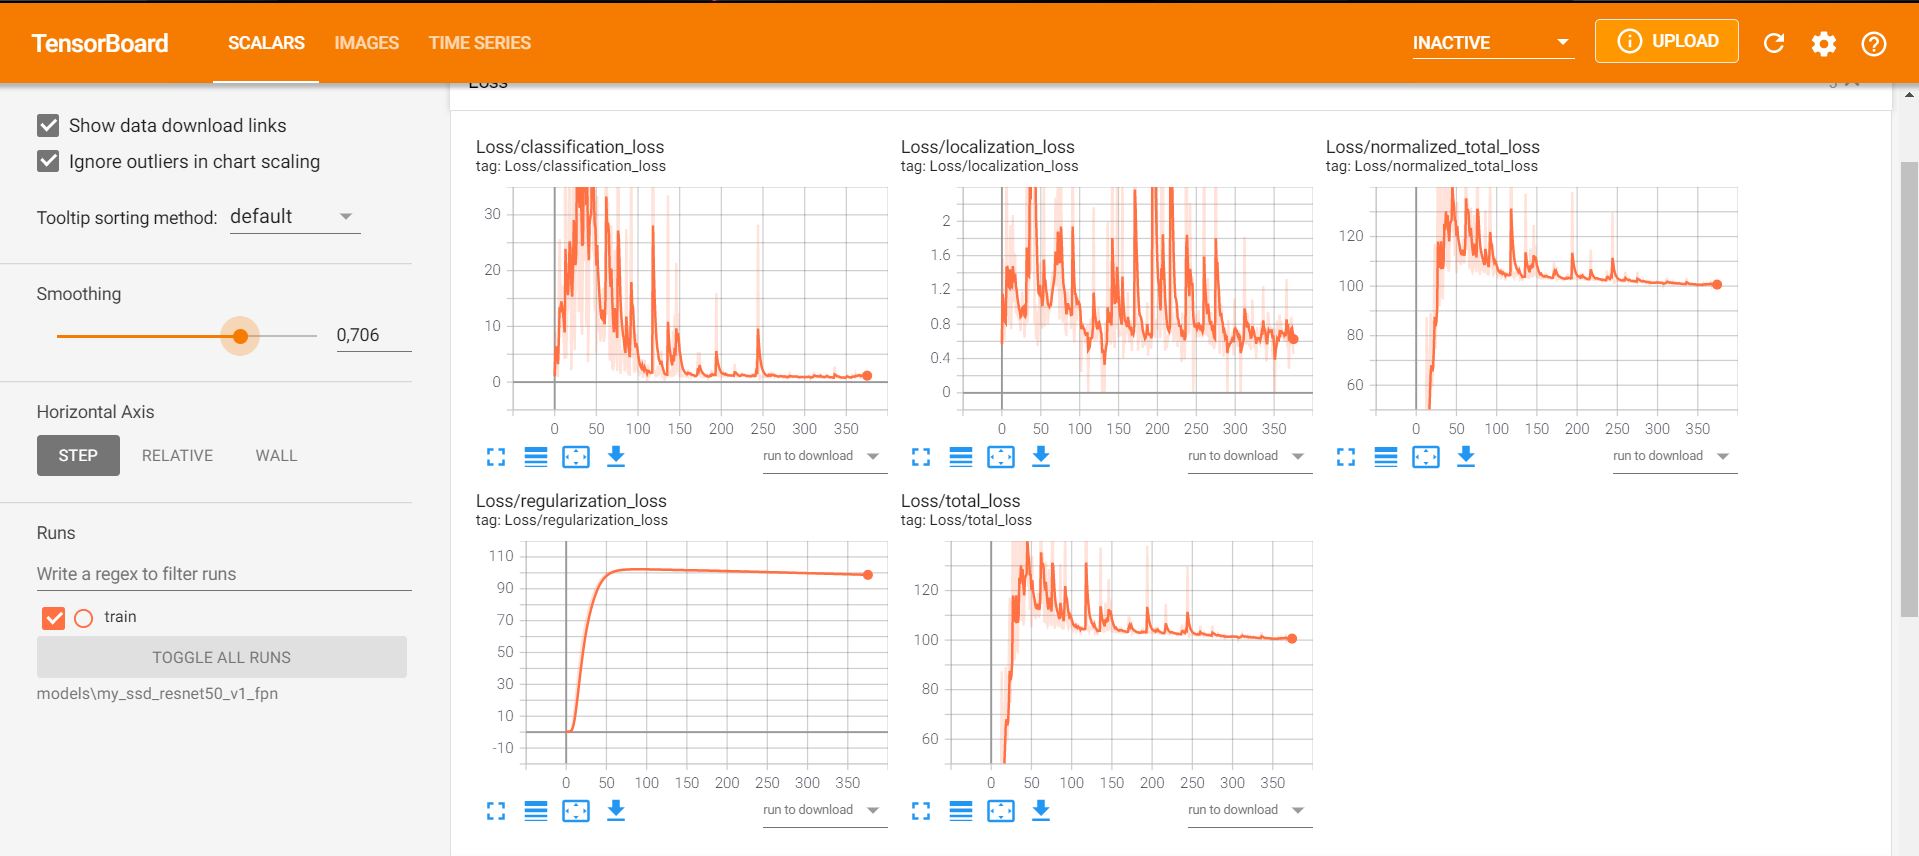 TensorBoard
SCALARS
IMAGES
TIME SERIES
INACTIVE
UPLOAD
Show data download links
Ignore outliers in chart scaling
Tooltip sorting method: default
Smoothing
0,706
Horizontal Axis
STEP
RELATIVE
WALL
Runs
Write a regex to filter runs
train
TOGGLE ALL RUNS
models\my_ssd_resnet50_v1_fpn
Loss
Loss/classification_loss
tag: Loss/classification_loss
30
20
10
0
0 50 100 150 200 250 300 350
run to download
Loss/localization_loss
tag: Loss/localization_loss
2
1.6
1.2
0.8
0.4
0
0 50 100 150 200 250 300 350
run to download
Loss/normalized_total_loss
tag: Loss/normalized_total_loss
120
100
80
60
0 50 100 150 200 250 300 350
run to download
Loss/regularization_loss
tag: Loss/regularization_loss
110
90
70
50
30
10
-10
0 50 100 150 200 250 300 350
run to download
Loss/total_loss
tag: Loss/total_loss
120
100
80
60
0 50 100 150 200 250 300 350
run to download